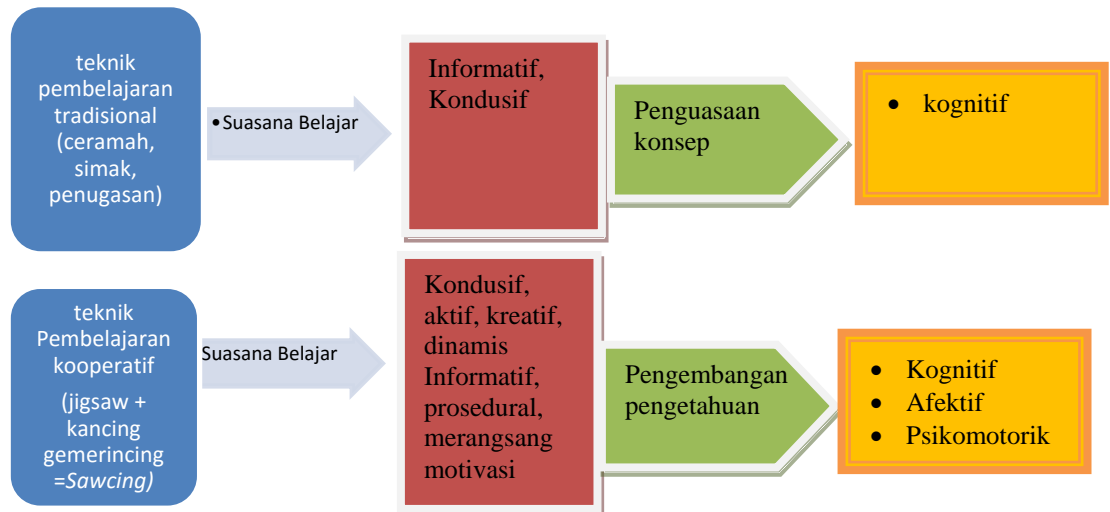 teknik
pembelajaran
tradisional
(ceramah,
simak,
penugasan)
•Suasana Belajar
Informatif,
Kondusif
Penguasaan
konsep
• kognitif
teknik
Pembelajaran
kooperatif
(jigsaw +
kancing
gemerincing
=Sawcing)
Suasana Belajar
Kondusif,
aktif, kreatif,
dinamis
Informatif,
prosedural,
merangsang
motivasi
Pengembangan
pengetahuan
• Kognitif
• Afektif
• Psikomotorik